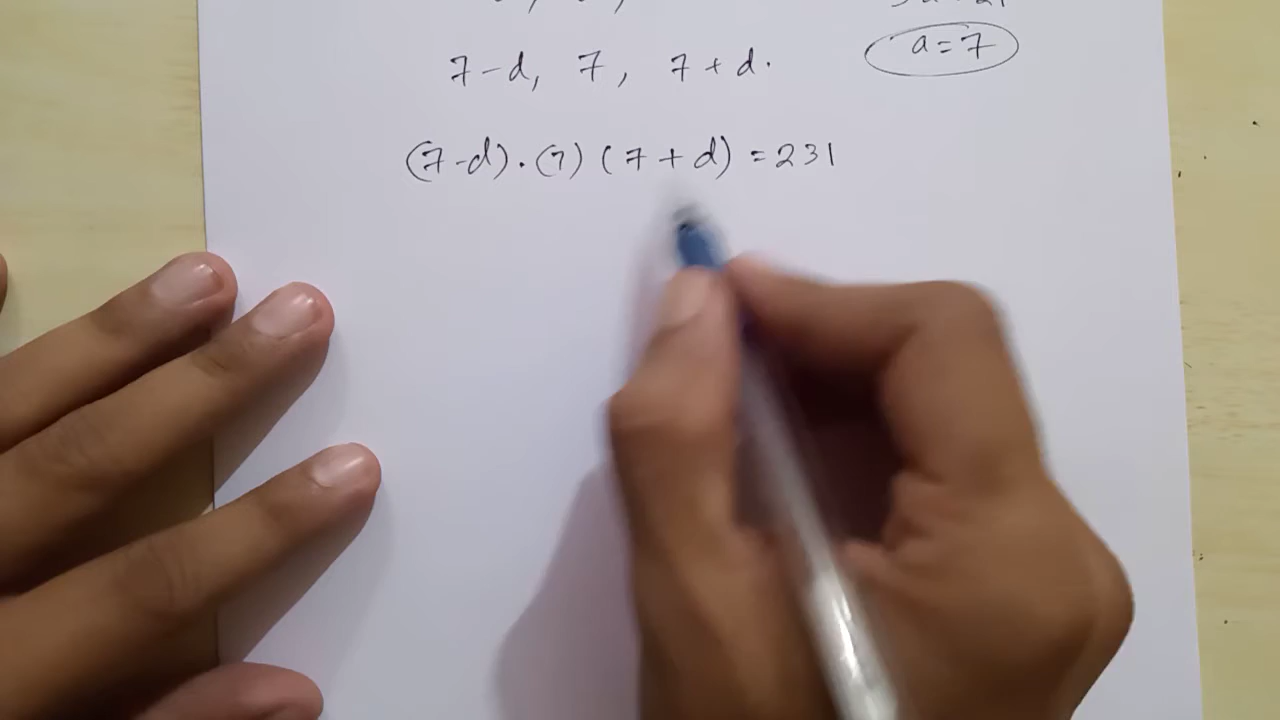 a = 7
7 - d, 7, 7 + d.
(7 - d) . (7) (7 + d) = 231